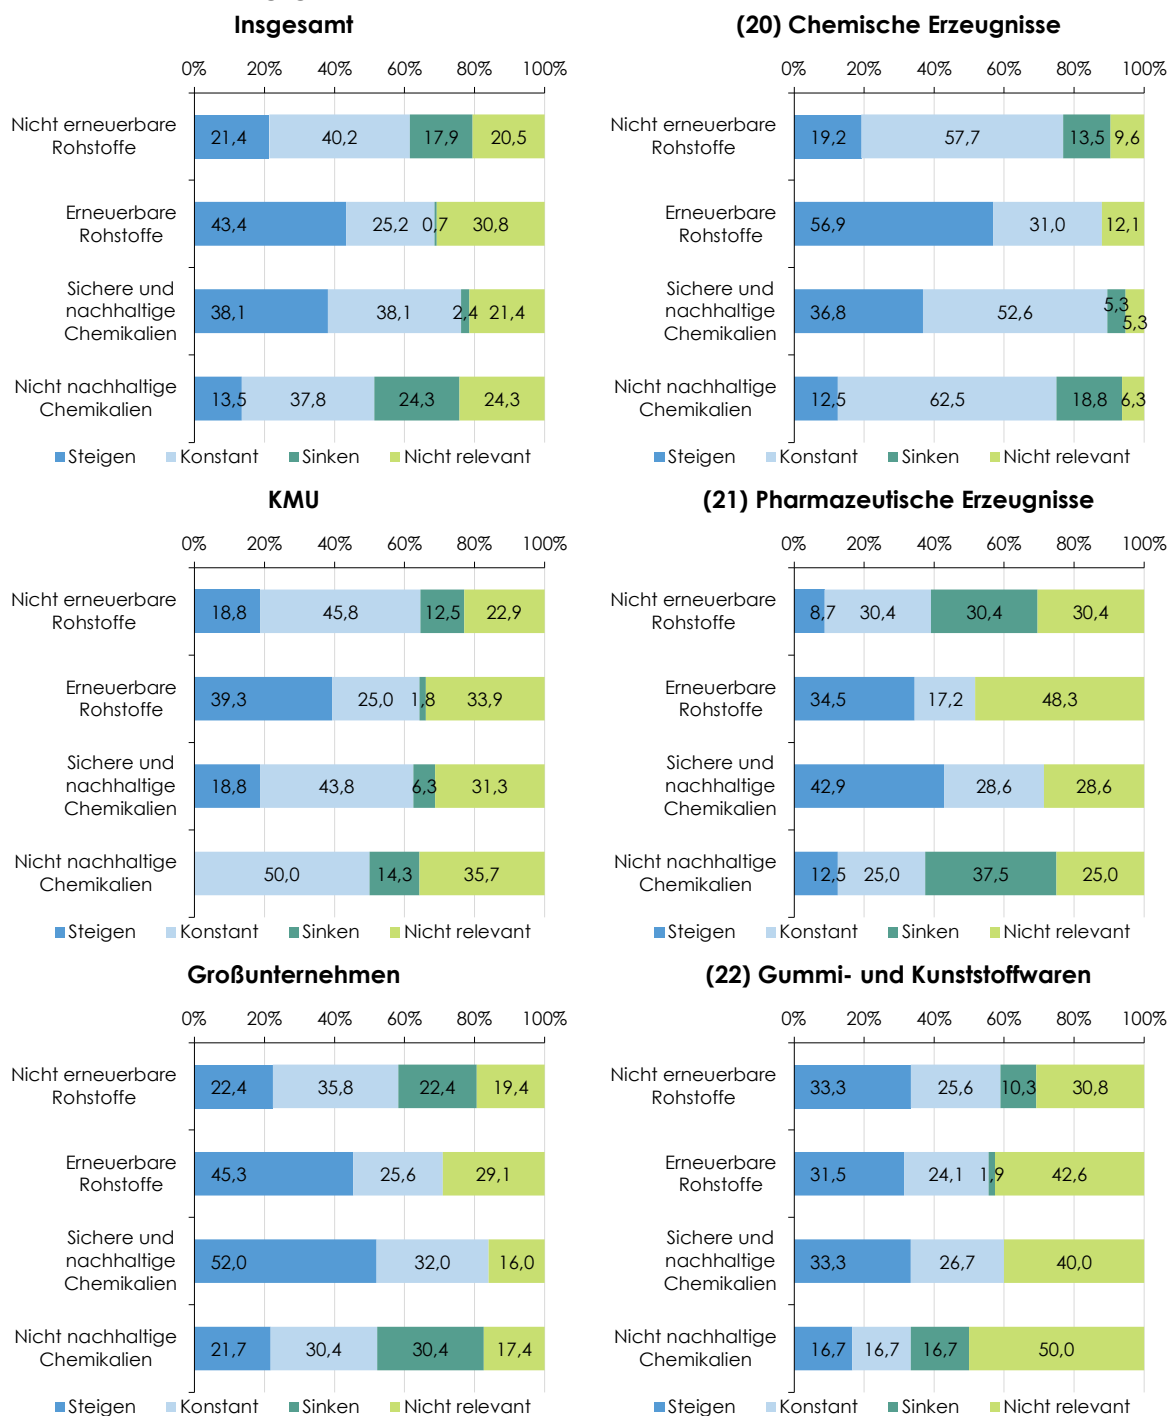 Insgesamt
0% 20% 40% 60% 80% 100%
Nicht erneuerbare
Rohstoffe
21,4 40,2 17,9 20,5
Erneuerbare
Rohstoffe
43,4 25,2 0,7 30,8
Sichere und
nachhaltige
Chemikalien
38,1 38,1 2,4 21,4
Nicht nachhaltige
Chemikalien
13,5 37,8 24,3 24,3
Steigen Konstant Sinken Nicht relevant
(20) Chemische Erzeugnisse
0% 20% 40% 60% 80% 100%
Nicht erneuerbare
Rohstoffe
19,2 57,7 13,5 9,6
Erneuerbare
Rohstoffe
56,9 31,0 12,1
Sichere und
nachhaltige
Chemikalien
36,8 52,6 5,3 5,3
Nicht nachhaltige
Chemikalien
12,5 62,5 18,8 6,3
Steigen Konstant Sinken Nicht relevant
KMU
0% 20% 40% 60% 80% 100%
Nicht erneuerbare
Rohstoffe
18,8 45,8 12,5 22,9
Erneuerbare
Rohstoffe
39,3 25,0 1,8 33,9
Sichere und
nachhaltige
Chemikalien
18,8 43,8 6,3 31,3
Nicht nachhaltige
Chemikalien
50,0 14,3 35,7
Steigen Konstant Sinken Nicht relevant
(21) Pharmazeutische Erzeugnisse
0% 20% 40% 60% 80% 100%
Nicht erneuerbare
Rohstoffe
8,7 30,4 30,4 30,4
Erneuerbare
Rohstoffe
34,5 17,2 48,3
Sichere und
nachhaltige
Chemikalien
42,9 28,6 28,6
Nicht nachhaltige
Chemikalien
12,5 25,0 37,5 25,0
Steigen Konstant Sinken Nicht relevant
Großunternehmen
0% 20% 40% 60% 80% 100%
Nicht erneuerbare
Rohstoffe
22,4 35,8 22,4 19,4
Erneuerbare
Rohstoffe
45,3 25,6 29,1
Sichere und
nachhaltige
Chemikalien
52,0 32,0 16,0
Nicht nachhaltige
Chemikalien
21,7 30,4 30,4 17,4
Steigen Konstant Sinken Nicht relevant
(22) Gummi- und Kunststoffwaren
0% 20% 40% 60% 80% 100%
Nicht erneuerbare
Rohstoffe
33,3 25,6 10,3 30,8
Erneuerbare
Rohstoffe
31,5 24,1 1,9 42,6
Sichere und
nachhaltige
Chemikalien
33,3 26,7 40,0
Nicht nachhaltige
Chemikalien
16,7 16,7 16,7 50,0
Steigen Konstant Sinken Nicht relevant